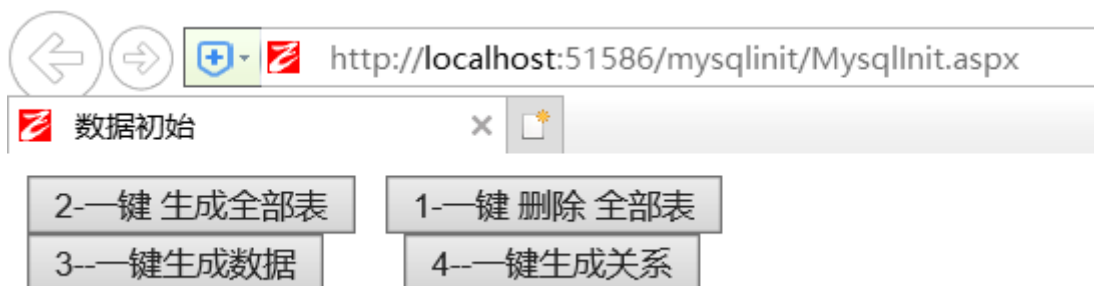 http://localhost:51586/mysqlinit/MysqlInit.aspx
数据初始
2-一键 生成全部表 1-一键 删除 全部表
3--一键生成数据 4--一键生成关系